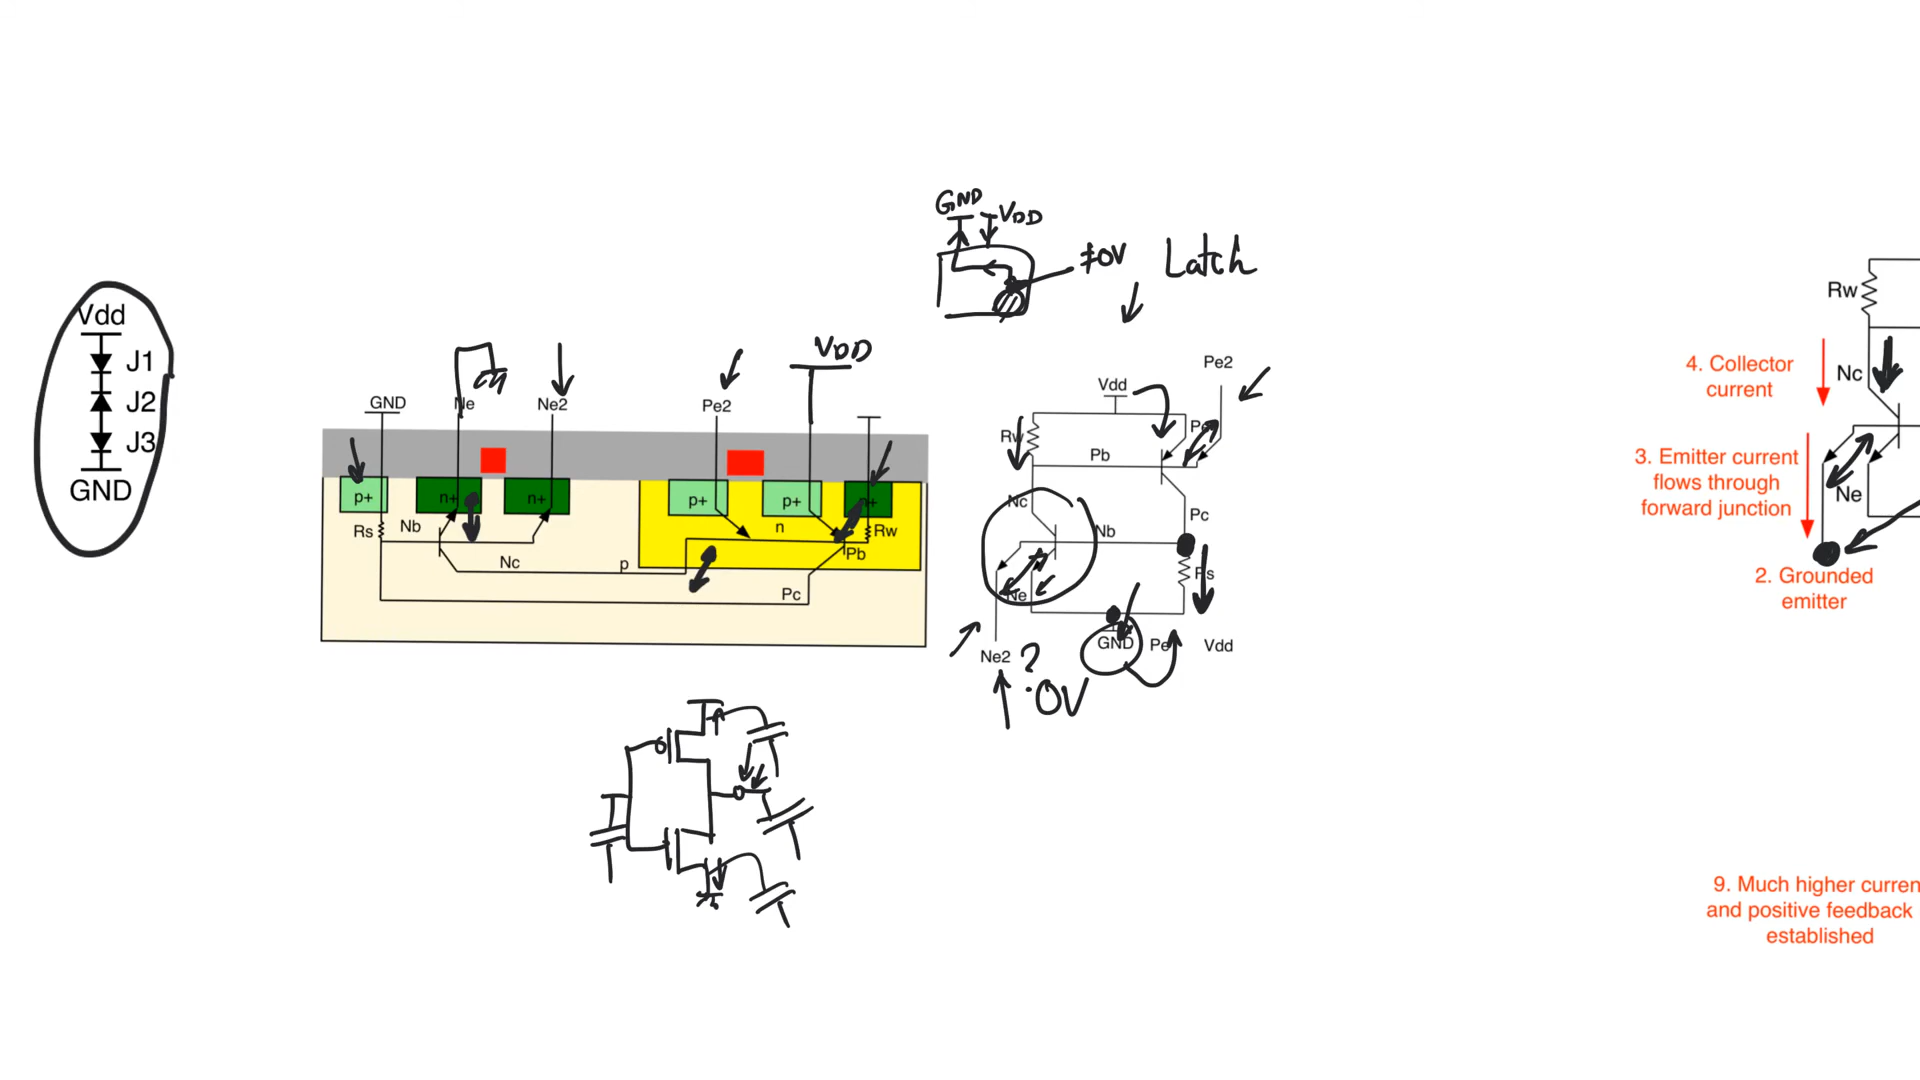 GND
VDD
≠0V
Latch
Vdd
J1
J2
J3
GND
VDD
GND
Ne
Ne2
Pe2
p+
n+
n+
p+
p+
n+
Rs
Nb
Nc
p
n
Rw
Pb
Pc
Pe2
Vdd
Rw
Pb
Nc
Nb
Pc
Rs
Ne
GND
Pe
Vdd
Ne2
?
0V
Rw
4. Collector
current
Nc
3. Emitter current
flows through
forward junction
Ne
2. Grounded
emitter
9. Much higher curren
and positive feedback
established